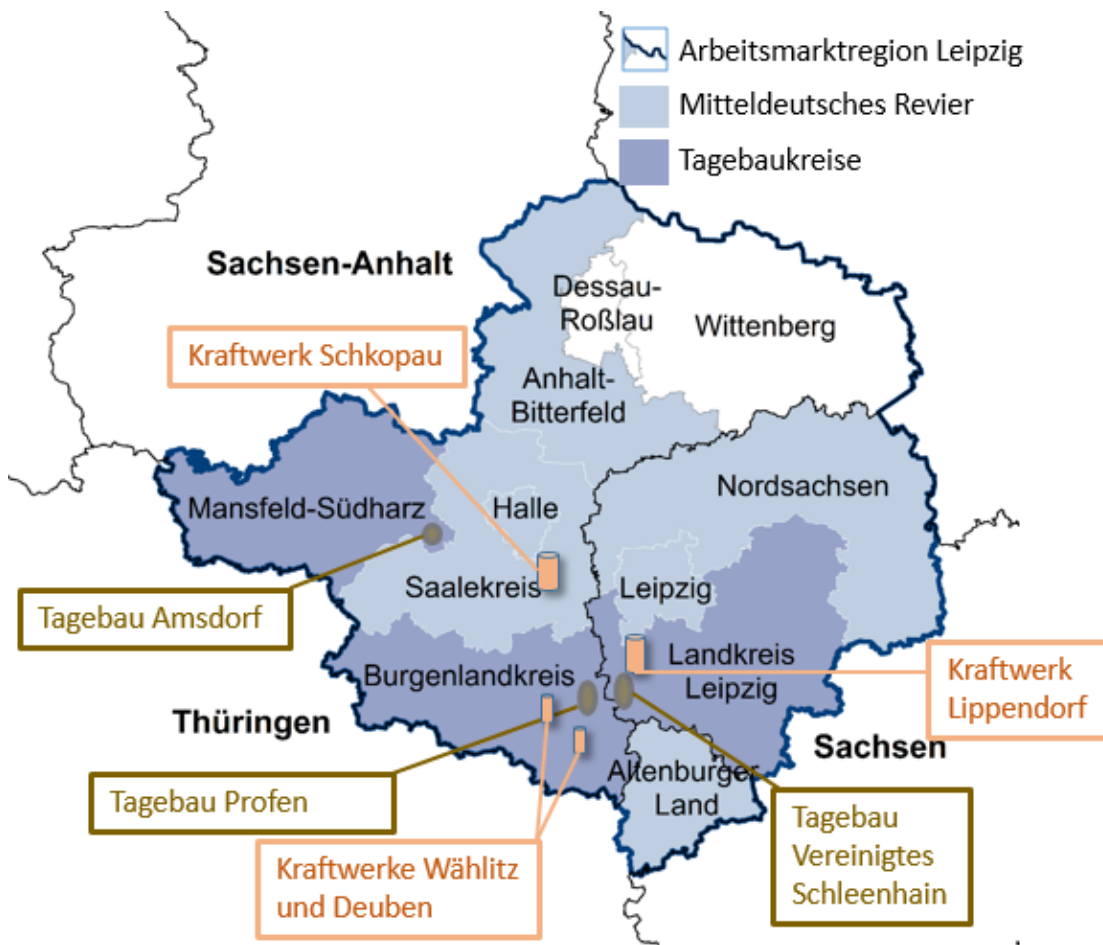 Arbeitsmarktregion Leipzig
Mitteldeutsches Revier
Tagebaukreise
Sachsen-Anhalt
Dessau-
Roßlau
Wittenberg
Kraftwerk Schkopau
Anhalt-
Bitterfeld
Nordsachsen
Mansfeld-Südharz
Halle
Saalekreis
Leipzig
Tagebau Amsdorf
Burgenlandkreis
Landkreis
Leipzig
Kraftwerk
Lippendorf
Thüringen
Sachsen
Tagebau Profen
Altenburger
Land
Tagebau
Vereinigtes
Schleenhain
Kraftwerke Wählitz
und Deuben